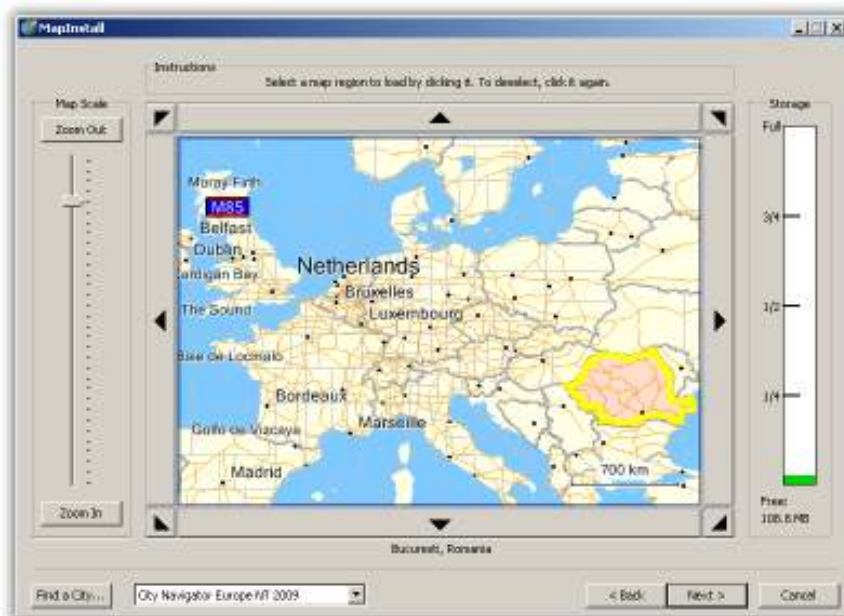 MapInstall
Instructions
Select a map region to load by clicking it. To deselect, click it again.
Map Scale
Zoom Out
Zoom In
Moray Firth
M85
Belfast
Dublin
Cardigan Bay
The Sound
Baie de Locmalo
Golfo de Vizcaya
Madrid
Netherlands
Bruxelles
Luxembourg
Bordeaux
Marseille
700 km
Storage
Full
3/4
1/2
1/4
Free:
108.8 MB
Bucuresti, Romania
Find a City...
City Navigator Europe NT 2009
< Back
Next >
Cancel